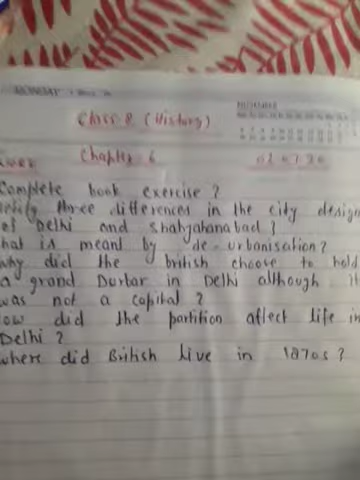 MONDAY
Class 8 (History)
Chapter 6
Complete book exercise ?
three differences in the city design
of Delhi and Shahjahanabad ?
hat is meant by de-urbanisation ?
why did the british choose to hold
a grand Durbar in Delhi although it
was not a capital ?
ow did the partition affect life in
Delhi ?
where did British live in 1870s ?